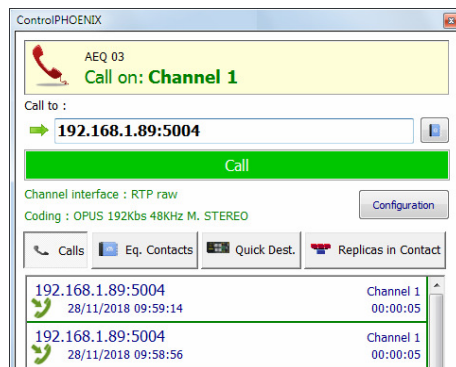 ControlPHOENIX
AEQ 03
Call on: Channel 1
Call to :
192.168.1.89:5004
Call
Channel interface : RTP raw
Configuration
Coding : OPUS 192Kbs 48KHz M. STEREO
Calls Eq. Contacts Quick Dest. Replicas in Contact
192.168.1.89:5004 Channel 1
28/11/2018 09:59:14 00:00:05
192.168.1.89:5004 Channel 1
28/11/2018 09:58:56 00:00:05